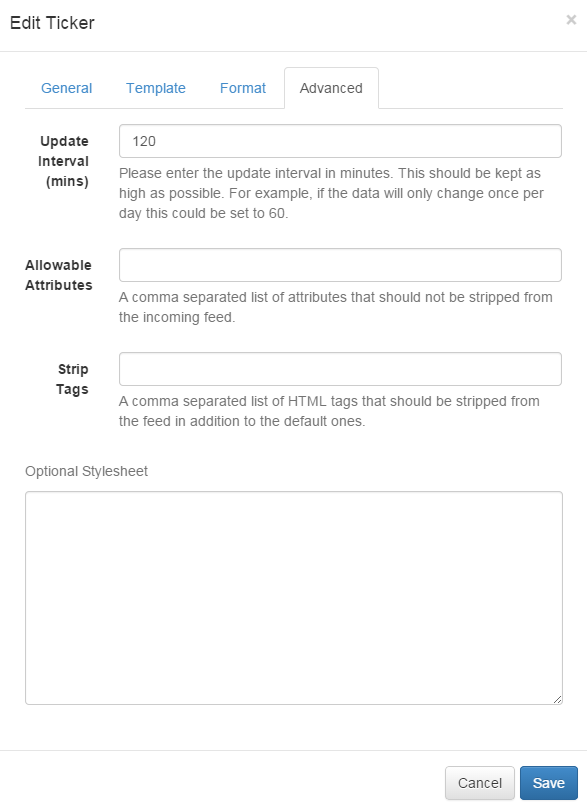 Edit Ticker ×
General Template Format Advanced
Update
Interval
(mins)
120
Please enter the update interval in minutes. This should be kept as
high as possible. For example, if the data will only change once per
day this could be set to 60.
Allowable
Attributes
A comma separated list of attributes that should not be stripped from
the incoming feed.
Strip
Tags
A comma separated list of HTML tags that should be stripped from
the feed in addition to the default ones.
Optional Stylesheet
Cancel Save